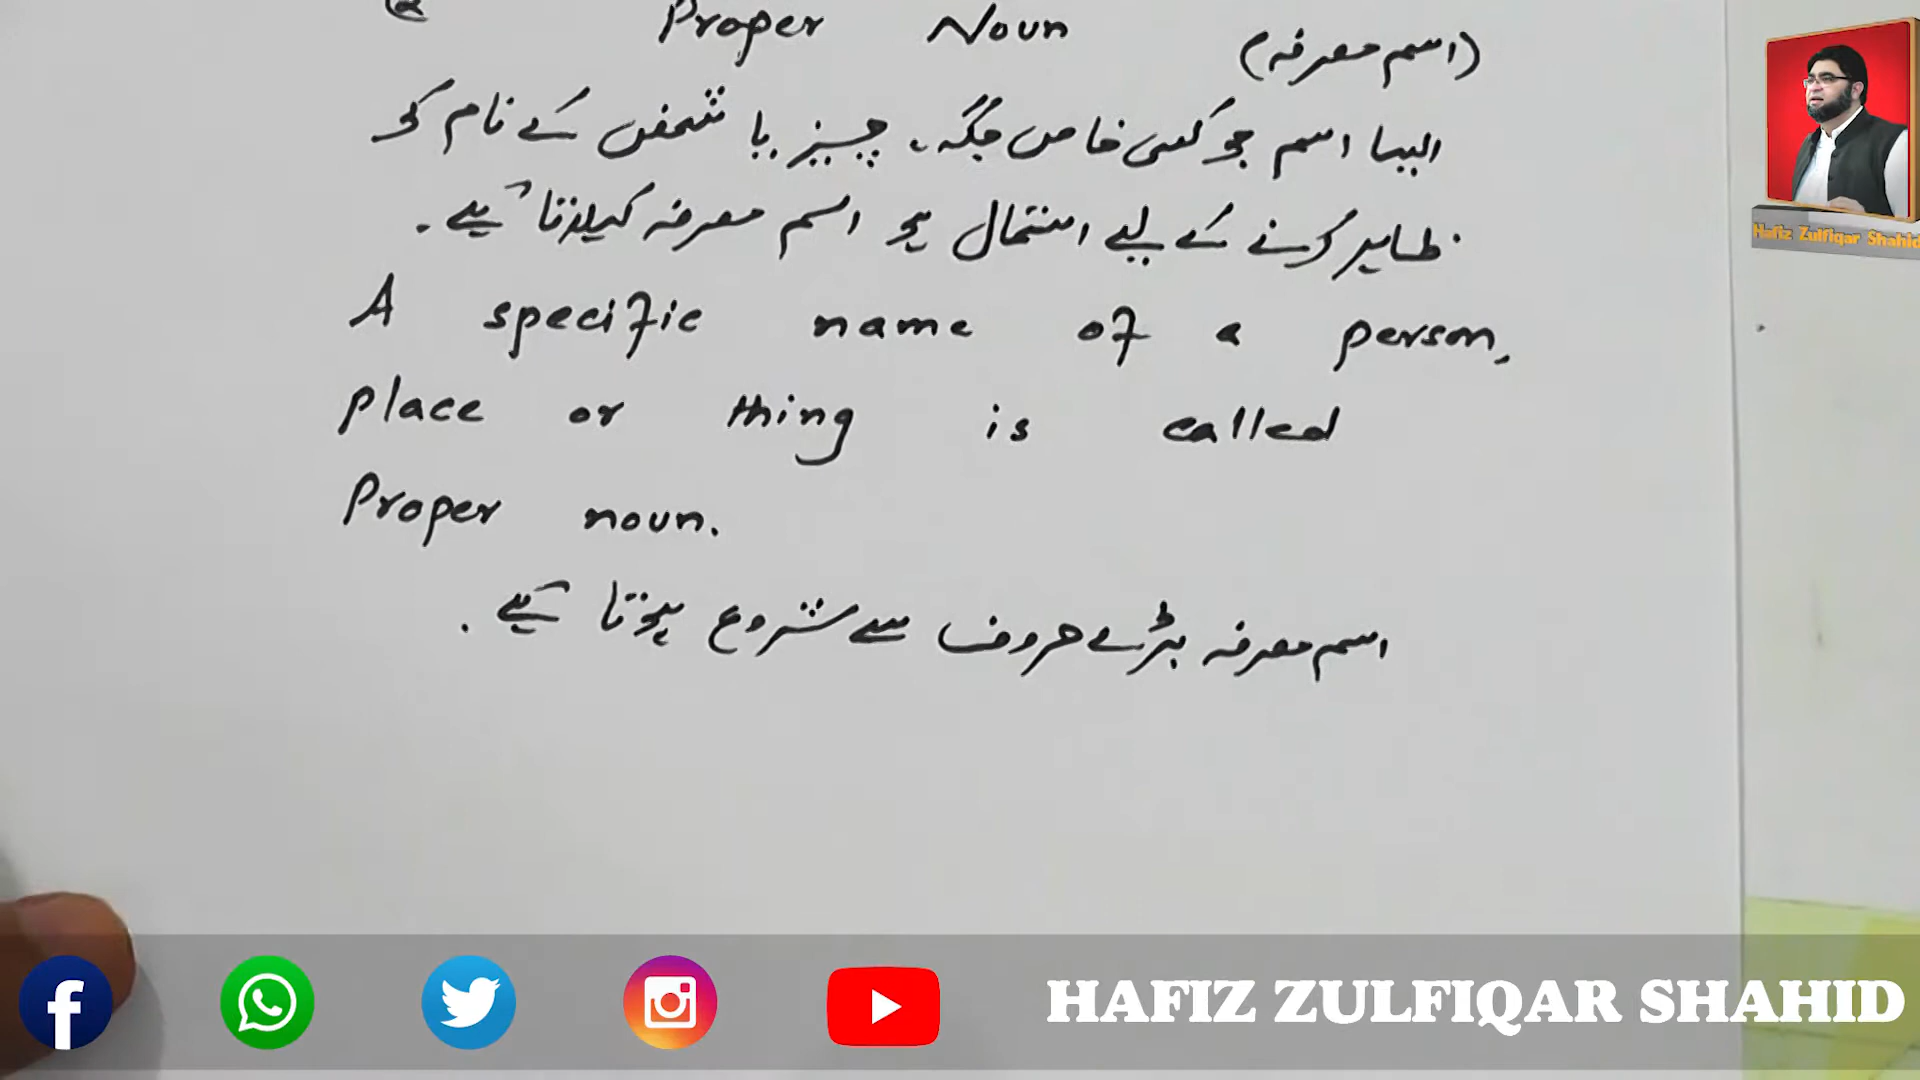 Proper Noun (اسم معرفہ)
ایسا اسم جو کسی خاص جگہ، چیز یا شخص کے نام کو
ظاہر کرنے کے لیے استعمال ہو اسم معرفہ کہلاتا ہے۔
A specific name of a person,
place or thing is called
Proper noun.
اسم معرفہ بڑے حروف سے شروع ہوتا ہے۔
Hafiz Zulfiqar Shahid
HAFIZ ZULFIQAR SHAHID